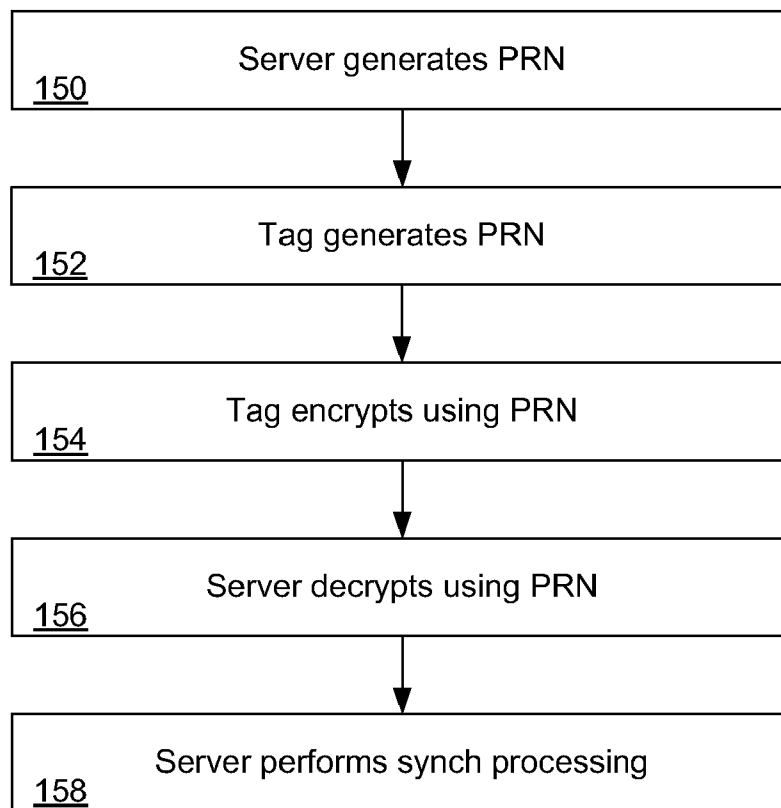 Server generates PRN
150
Tag generates PRN
152
Tag encrypts using PRN
154
Server decrypts using PRN
156
Server performs synch processing
158